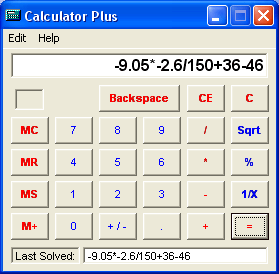 Calculator Plus
Edit Help
-9.05*-2.6/150+36-46
Backspace CE C
MC 7 8 9 / Sqrt
MR 4 5 6 * %
MS 1 2 3 - 1/X
M+ 0 + / - . + =
Last Solved: -9.05*-2.6/150+36-46